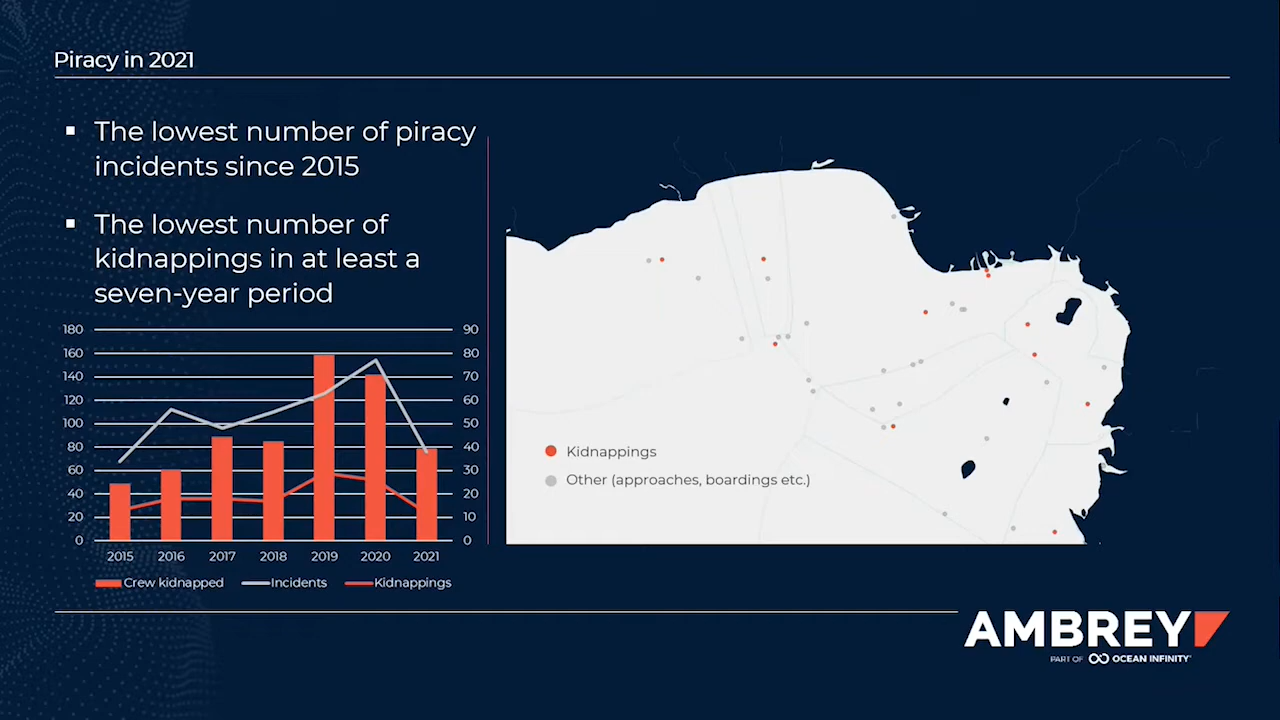 Piracy in 2021
▪ The lowest number of piracy
incidents since 2015
▪ The lowest number of
kidnappings in at least a
seven-year period
180 90
160 80
140 70
120 60
100 50
80 40
60 30
40 20
20 10
0 0
2015 2016 2017 2018 2019 2020 2021
Crew kidnapped Incidents Kidnappings
Kidnappings
Other (approaches, boardings etc.)
AMBREY
PART OF OCEAN INFINITY